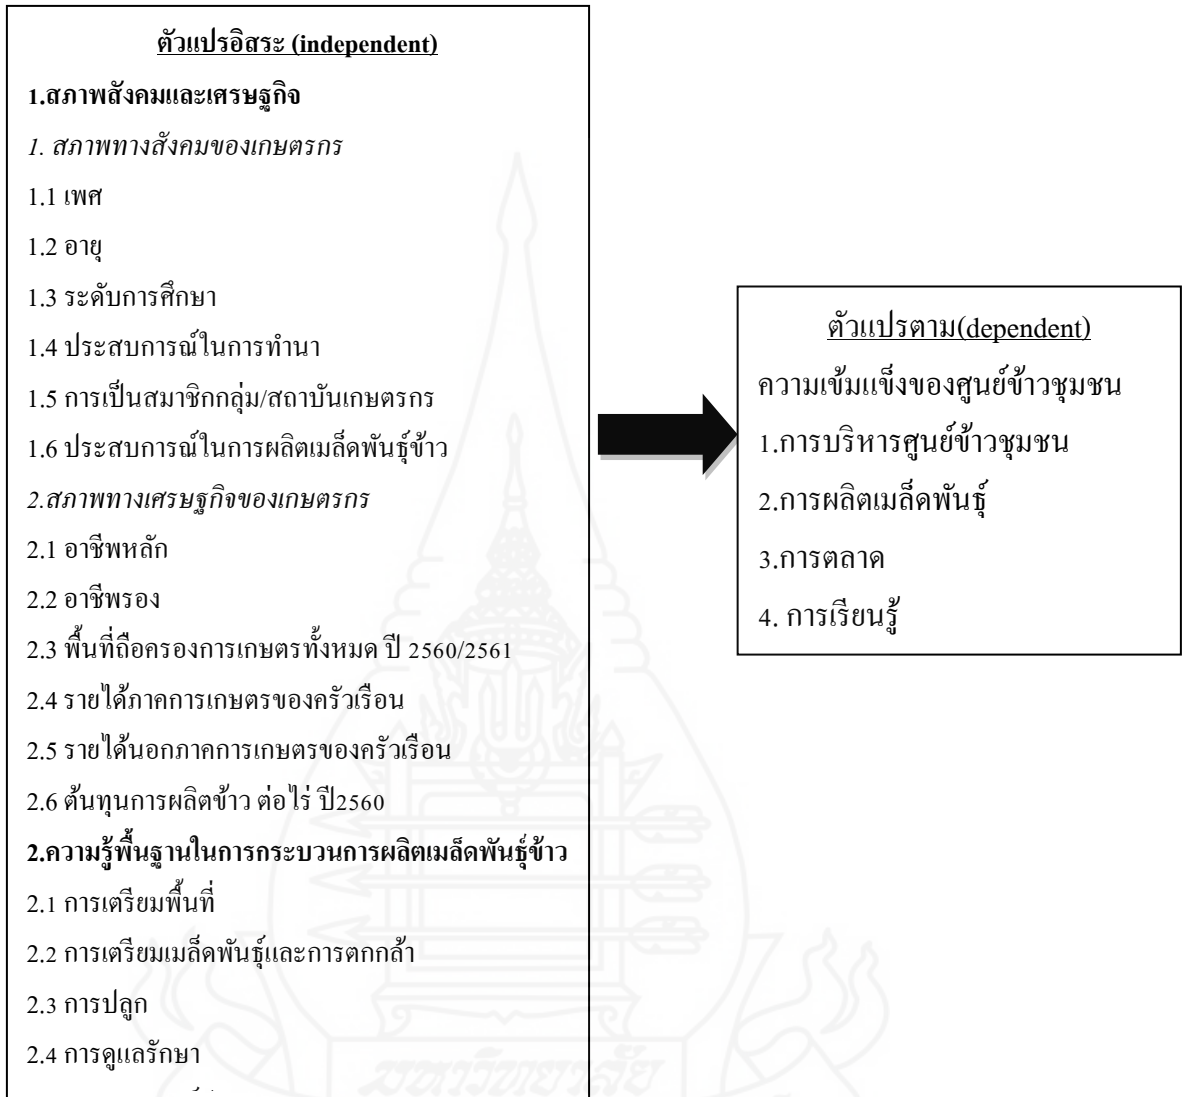 ตัวแปรอิสระ (independent)
1.สภาพสังคมและเศรษฐกิจ
1. สภาพทางสังคมของเกษตรกร
1.1 เพศ
1.2 อายุ
1.3 ระดับการศึกษา
1.4 ประสบการณ์ในการทำนา
1.5 การเป็นสมาชิกกลุ่ม/สถาบันเกษตรกร
1.6 ประสบการณ์ในการผลิตเมล็ดพันธุ์ข้าว
2.สภาพทางเศรษฐกิจของเกษตรกร
2.1 อาชีพหลัก
2.2 อาชีพรอง
2.3 พื้นที่ถือครองการเกษตรทั้งหมด ปี 2560/2561
2.4 รายได้ภาคการเกษตรของครัวเรือน
2.5 รายได้นอกภาคการเกษตรของครัวเรือน
2.6 ต้นทุนการผลิตข้าว ต่อไร่ ปี2560
2.ความรู้พื้นฐานในการกระบวนการผลิตเมล็ดพันธุ์ข้าว
2.1 การเตรียมพื้นที่
2.2 การเตรียมเมล็ดพันธุ์และการตกกล้า
2.3 การปลูก
2.4 การดูแลรักษา
มหาวิทยาลัย
ตัวแปรตาม(dependent)
ความเข้มแข็งของศูนย์ข้าวชุมชน
1.การบริหารศูนย์ข้าวชุมชน
2.การผลิตเมล็ดพันธุ์
3.การตลาด
4. การเรียนรู้